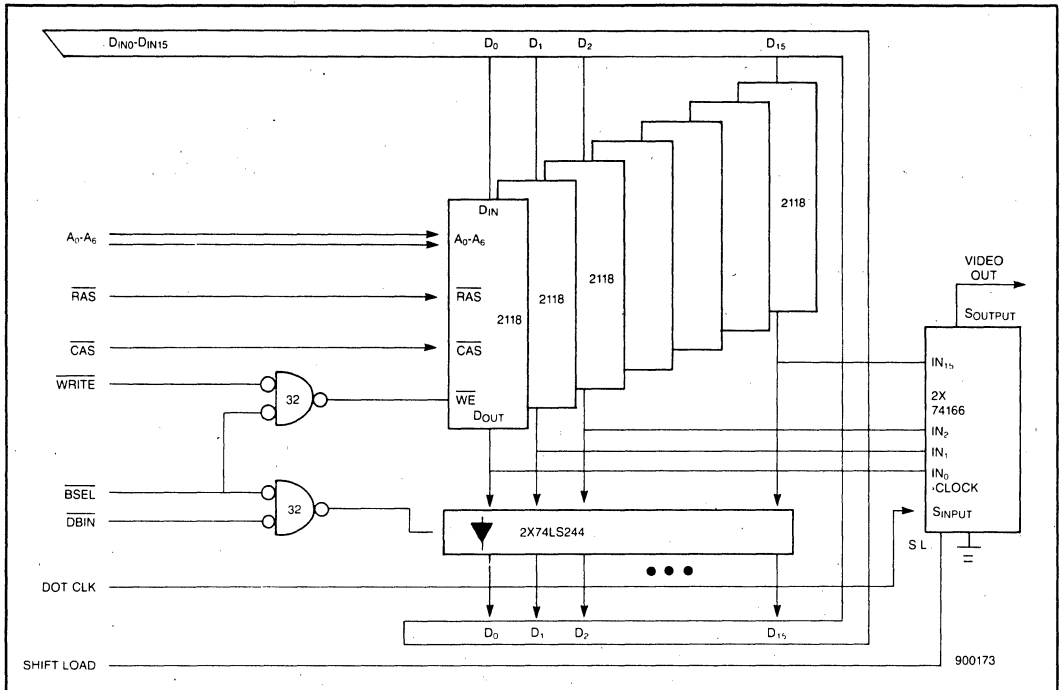 DIN0-DIN15
D0 D1 D2 D15
DIN
A0-A6
A0-A6
RAS
RAS
2118
2118
2118
2118
CAS
CAS
WRITE
32
WE
DOUT
BSEL
32
DBIN
2X74LS244
DOT CLK
SHIFT LOAD
D0 D1 D2 D15
VIDEO
OUT
SOUTPUT
IN15
2X
74166
IN2
IN1
IN0
CLOCK
SINPUT
S L
900173